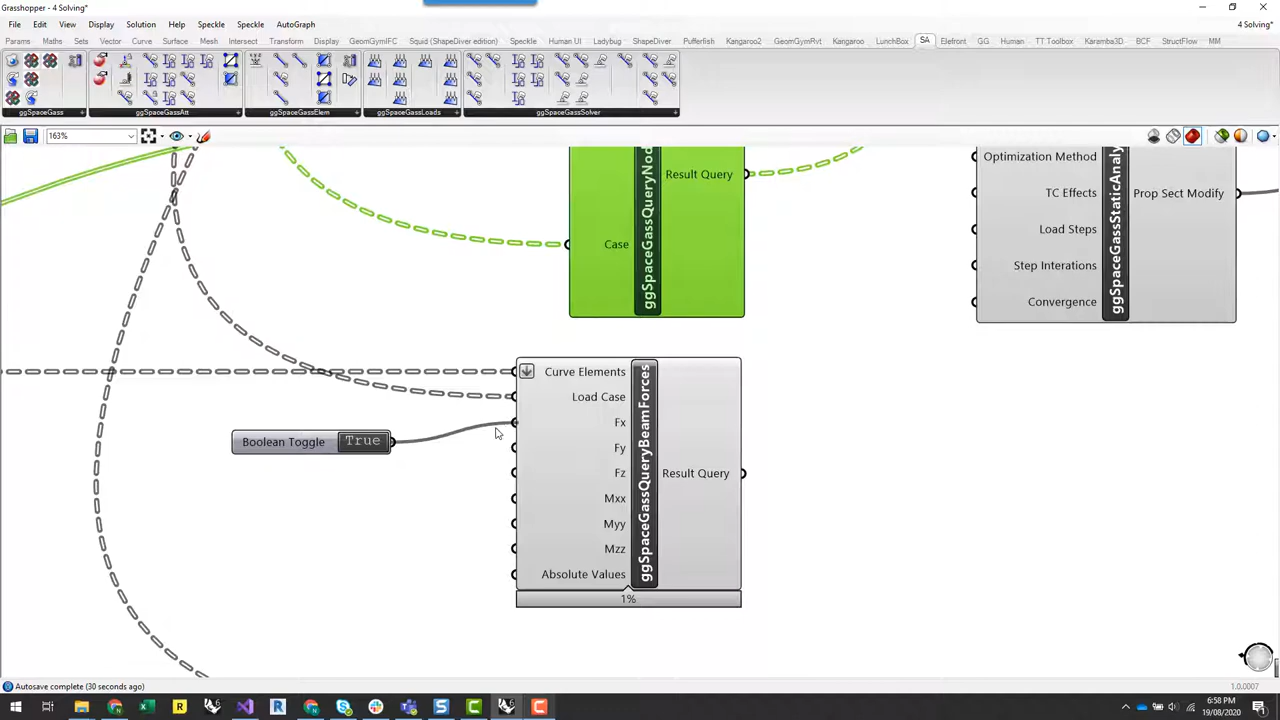 Grasshopper - 4 Solving*
File Edit View Display Solution Help Speckle Speckle AutoGraph
4 Solving*
Params Maths Sets Vector Curve Surface Mesh Intersect Transform Display GeomGYMIFC Squid (ShapeDiver edition) Speckle Human UI Ladybug ShapeDiver Pufferfish Kangaroo2 GeomGymRvt Kangaroo LunchBox SA Elefront GG Human TT Toolbox Karamba3D BCF StructFlow MM
ggSpaceGass ggSpaceGassAtt ggSpaceGassElem ggSpaceGassLoads ggSpaceGassSolver
163%
Result Query
Case
ggSpaceGassQueryNod
Optimization Method
TC Effects
Prop Sect Modify
Load Steps
Step Interations
Convergence
ggSpaceGassStaticAnaly
Curve Elements
Load Case
Fx
Boolean Toggle True
Fy
Fz
Result Query
Mxx
Myy
Mzz
Absolute Values
ggSpaceGassQueryBeamForces
1%
Autosave complete (30 seconds ago)
1.0.0007
6:58 PM
19/08/2020